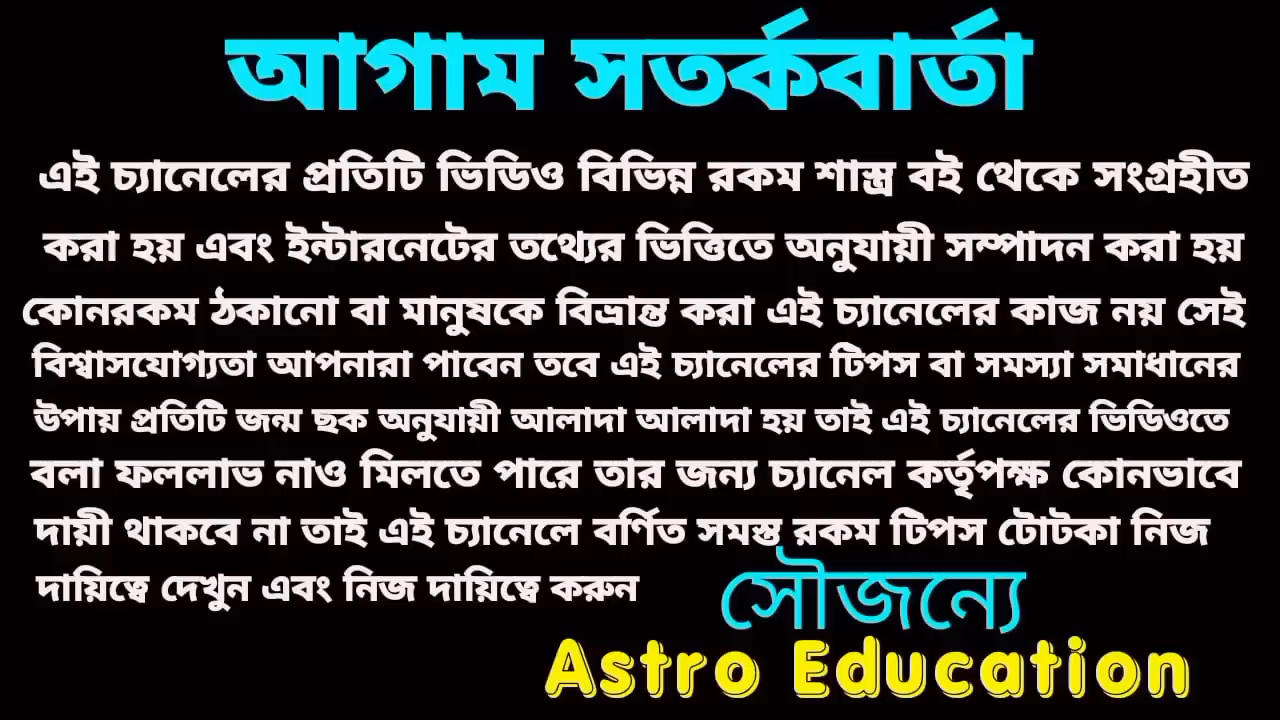 আগাম সতর্কবার্তা
এই চ্যানেলের প্রতিটি ভিডিও বিভিন্ন রকম শাস্ত্র বই থেকে সংগ্রহীত
করা হয় এবং ইন্টারনেটের তথ্যের ভিত্তিতে অনুযায়ী সম্পাদন করা হয়
কোনরকম ঠকানো বা মানুষকে বিভ্রান্ত করা এই চ্যানেলের কাজ নয় সেই
বিশ্বাসযোগ্যতা আপনারা পাবেন তবে এই চ্যানেলের টিপস বা সমস্যা সমাধানের
উপায় প্রতিটি জন্ম ছক অনুযায়ী আলাদা আলাদা হয় তাই এই চ্যানেলের ভিডিওতে
বলা ফললাভ নাও মিলতে পারে তার জন্য চ্যানেল কর্তৃপক্ষ কোনভাবে
দায়ী থাকবে না তাই এই চ্যানেলে বর্ণিত সমস্ত রকম টিপস টোটকা নিজ
দায়িত্বে দেখুন এবং নিজ দায়িত্বে করুন
সৌজন্যে
Astro Education